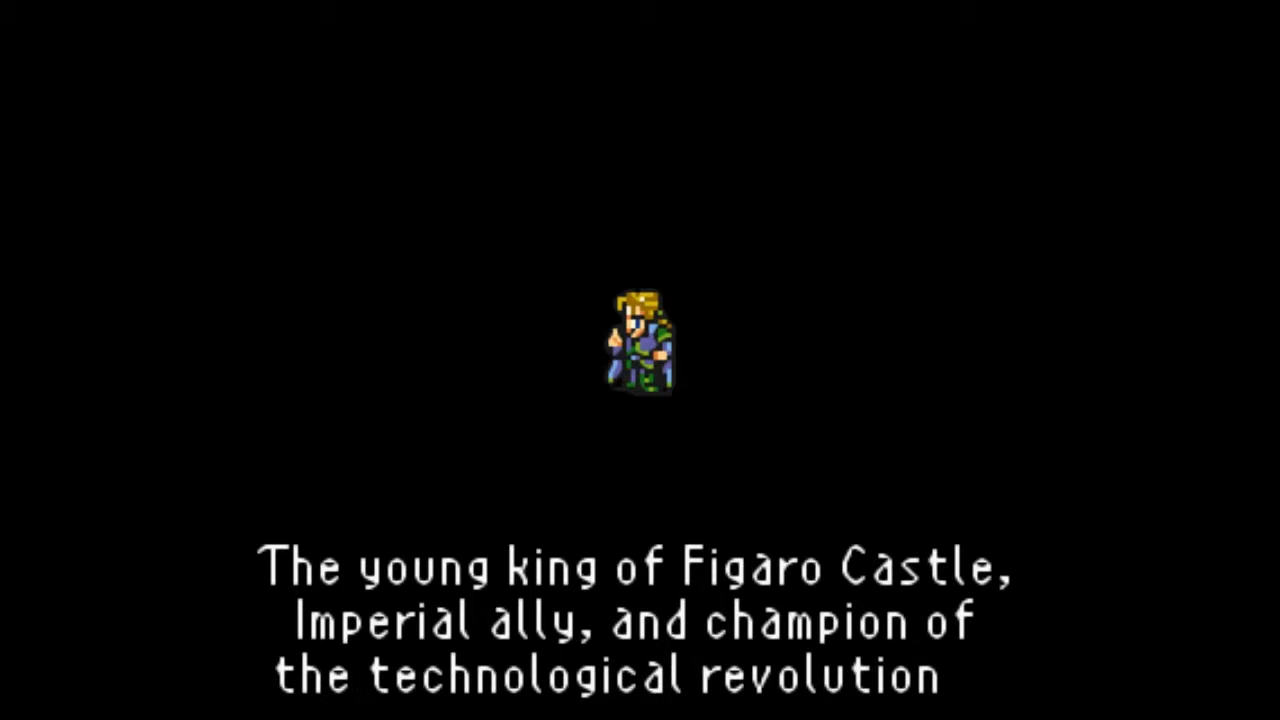 The young king of Figaro Castle,
Imperial ally, and champion of
the technological revolution